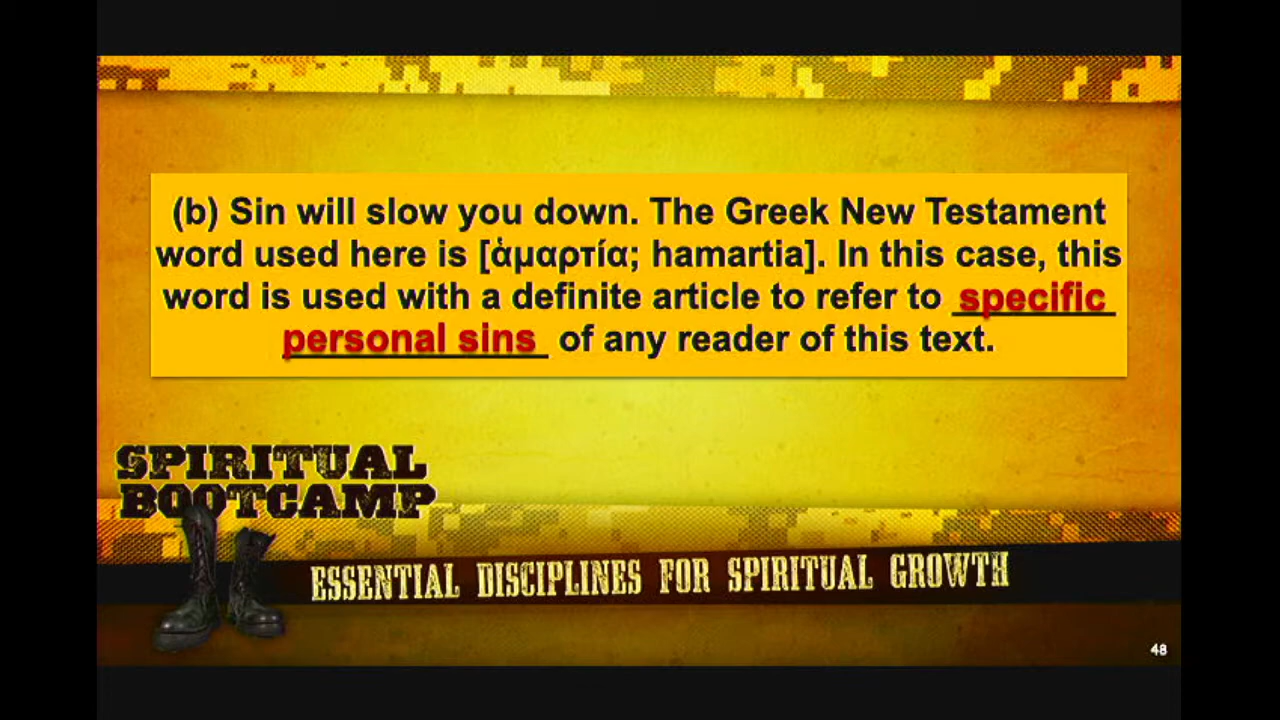 (b) Sin will slow you down. The Greek New Testament
word used here is [ἁμαρτία; hamartia]. In this case, this
word is used with a definite article to refer to specific
personal sins of any reader of this text.
SPIRITUAL
BOOTCAMP
ESSENTIAL DISCIPLINES FOR SPIRITUAL GROWTH
48